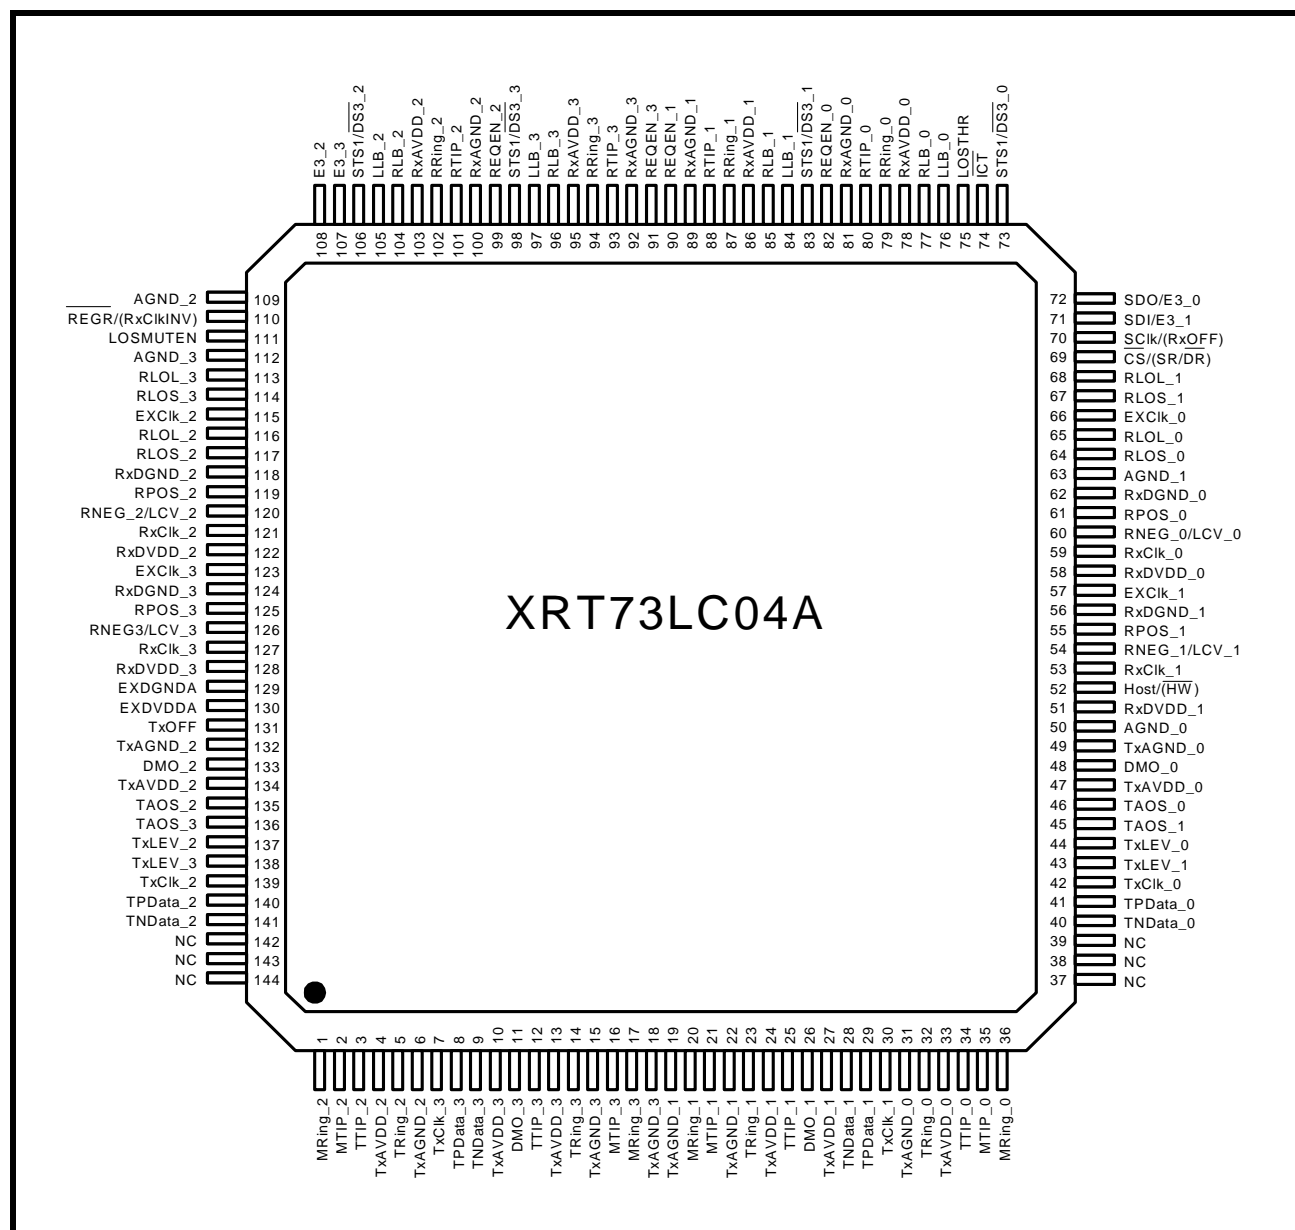 E3_2 108
E3_3 107
STS1/DS3_2 106
LLB_2 105
RLB_2 104
RxAVDD_2 103
RRing_2 102
RTIP_2 101
RxAGND_2 100
REQEN_2 99
STS1/DS3_3 98
LLB_3 97
RLB_3 96
RxAVDD_3 95
RRing_3 94
RTIP_3 93
RxAGND_3 92
REQEN_3 91
REQEN_1 90
RxAGND_1 89
RTIP_1 88
RRing_1 87
RxAVDD_1 86
RLB_1 85
LLB_1 84
STS1/DS3_1 83
REQEN_0 82
RxAGND_0 81
RTIP_0 80
RRing_0 79
RxAVDD_0 78
RLB_0 77
LLB_0 76
LOSTHR 75
ICT 74
STS1/DS3_0 73
AGND_2 109
REGR/(RxClkINV) 110
LOSMUTEN 111
AGND_3 112
RLOL_3 113
RLOS_3 114
EXClk_2 115
RLOL_2 116
RLOS_2 117
RxDGND_2 118
RPOS_2 119
RNEG_2/LCV_2 120
RxClk_2 121
RxDVDD_2 122
EXClk_3 123
RxDGND_3 124
RPOS_3 125
RNEG3/LCV_3 126
RxClk_3 127
RxDVDD_3 128
EXDGNDA 129
EXDVDDA 130
TxOFF 131
TxAGND_2 132
DMO_2 133
TxAVDD_2 134
TAOS_2 135
TAOS_3 136
TxLEV_2 137
TxLEV_3 138
TxClk_2 139
TPData_2 140
TNData_2 141
NC 142
NC 143
NC 144
XRT73LC04A
72 SDO/E3_0
71 SDI/E3_1
70 SClk/(RxOFF)
69 CS/(SR/DR)
68 RLOL_1
67 RLOS_1
66 EXClk_0
65 RLOL_0
64 RLOS_0
63 AGND_1
62 RxDGND_0
61 RPOS_0
60 RNEG_0/LCV_0
59 RxClk_0
58 RxDVDD_0
57 EXClk_1
56 RxDGND_1
55 RPOS_1
54 RNEG_1/LCV_1
53 RxClk_1
52 Host/(HW)
51 RxDVDD_1
50 AGND_0
49 TxAGND_0
48 DMO_0
47 TxAVDD_0
46 TAOS_0
45 TAOS_1
44 TxLEV_0
43 TxLEV_1
42 TxClk_0
41 TPData_0
40 TNData_0
39 NC
38 NC
37 NC
1 MRing_2
2 MTIP_2
3 TTIP_2
4 TxAVDD_2
5 TRing_2
6 TxAGND_2
7 TxClk_3
8 TPData_3
9 TNData_3
10 TxAVDD_3
11 DMO_3
12 TTIP_3
13 TxAVDD_3
14 TRing_3
15 TxAGND_3
16 MTIP_3
17 MRing_3
18 TxAGND_3
19 TxAGND_1
20 MRing_1
21 MTIP_1
22 TxAGND_1
23 TRing_1
24 TxAVDD_1
25 TTIP_1
26 DMO_1
27 TxAVDD_1
28 TNData_1
29 TPData_1
30 TxClk_1
31 TxAGND_0
32 TRing_0
33 TxAVDD_0
34 TTIP_0
35 MTIP_0
36 MRing_0